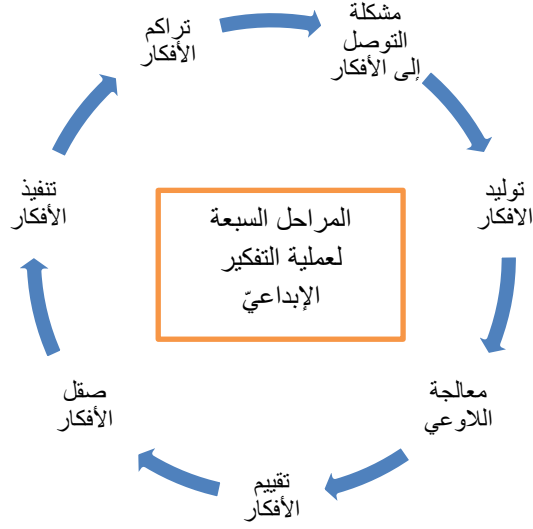 مشكلة
التوصل
إلى الأفكار
توليد
الافكار
معالجة
اللاوعي
تقييم
الأفكار
صقل
الأفكار
تنفيذ
الأفكار
تراكم
الأفكار
المراحل السبعة
لعملية التفكير
الإبداعيّ